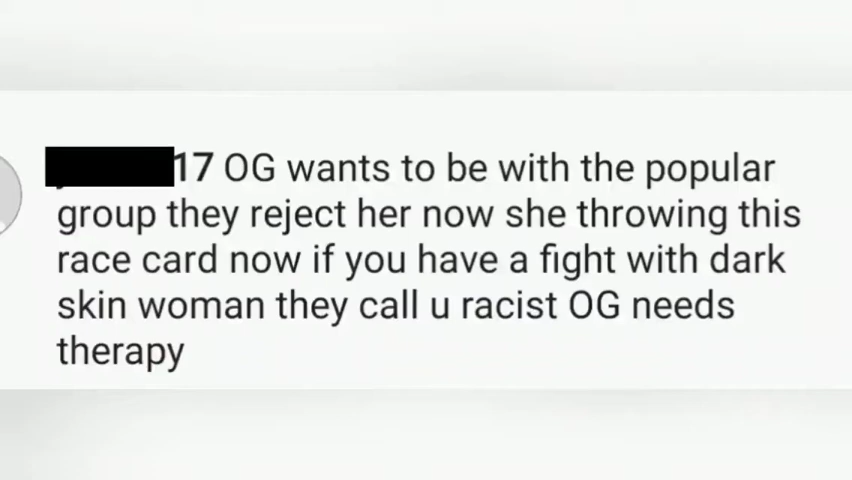 17 OG wants to be with the popular
group they reject her now she throwing this
race card now if you have a fight with dark
skin woman they call u racist OG needs
therapy